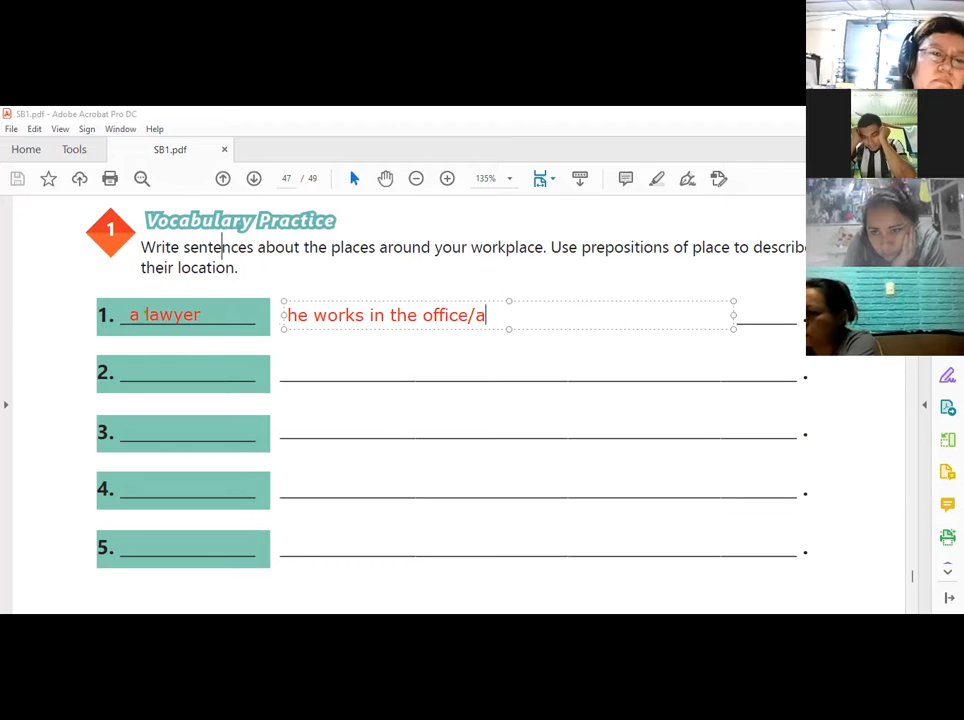 SB1.pdf - Adobe Acrobat Pro DC
File Edit View Sign Window Help
Home Tools SB1.pdf ×
47 / 49 135%
1 Vocabulary Practice
Write sentences about the places around your workplace. Use prepositions of place to describe
their location.
1. a lawyer he works in the office/a .
2. .
3. .
4. .
5. .